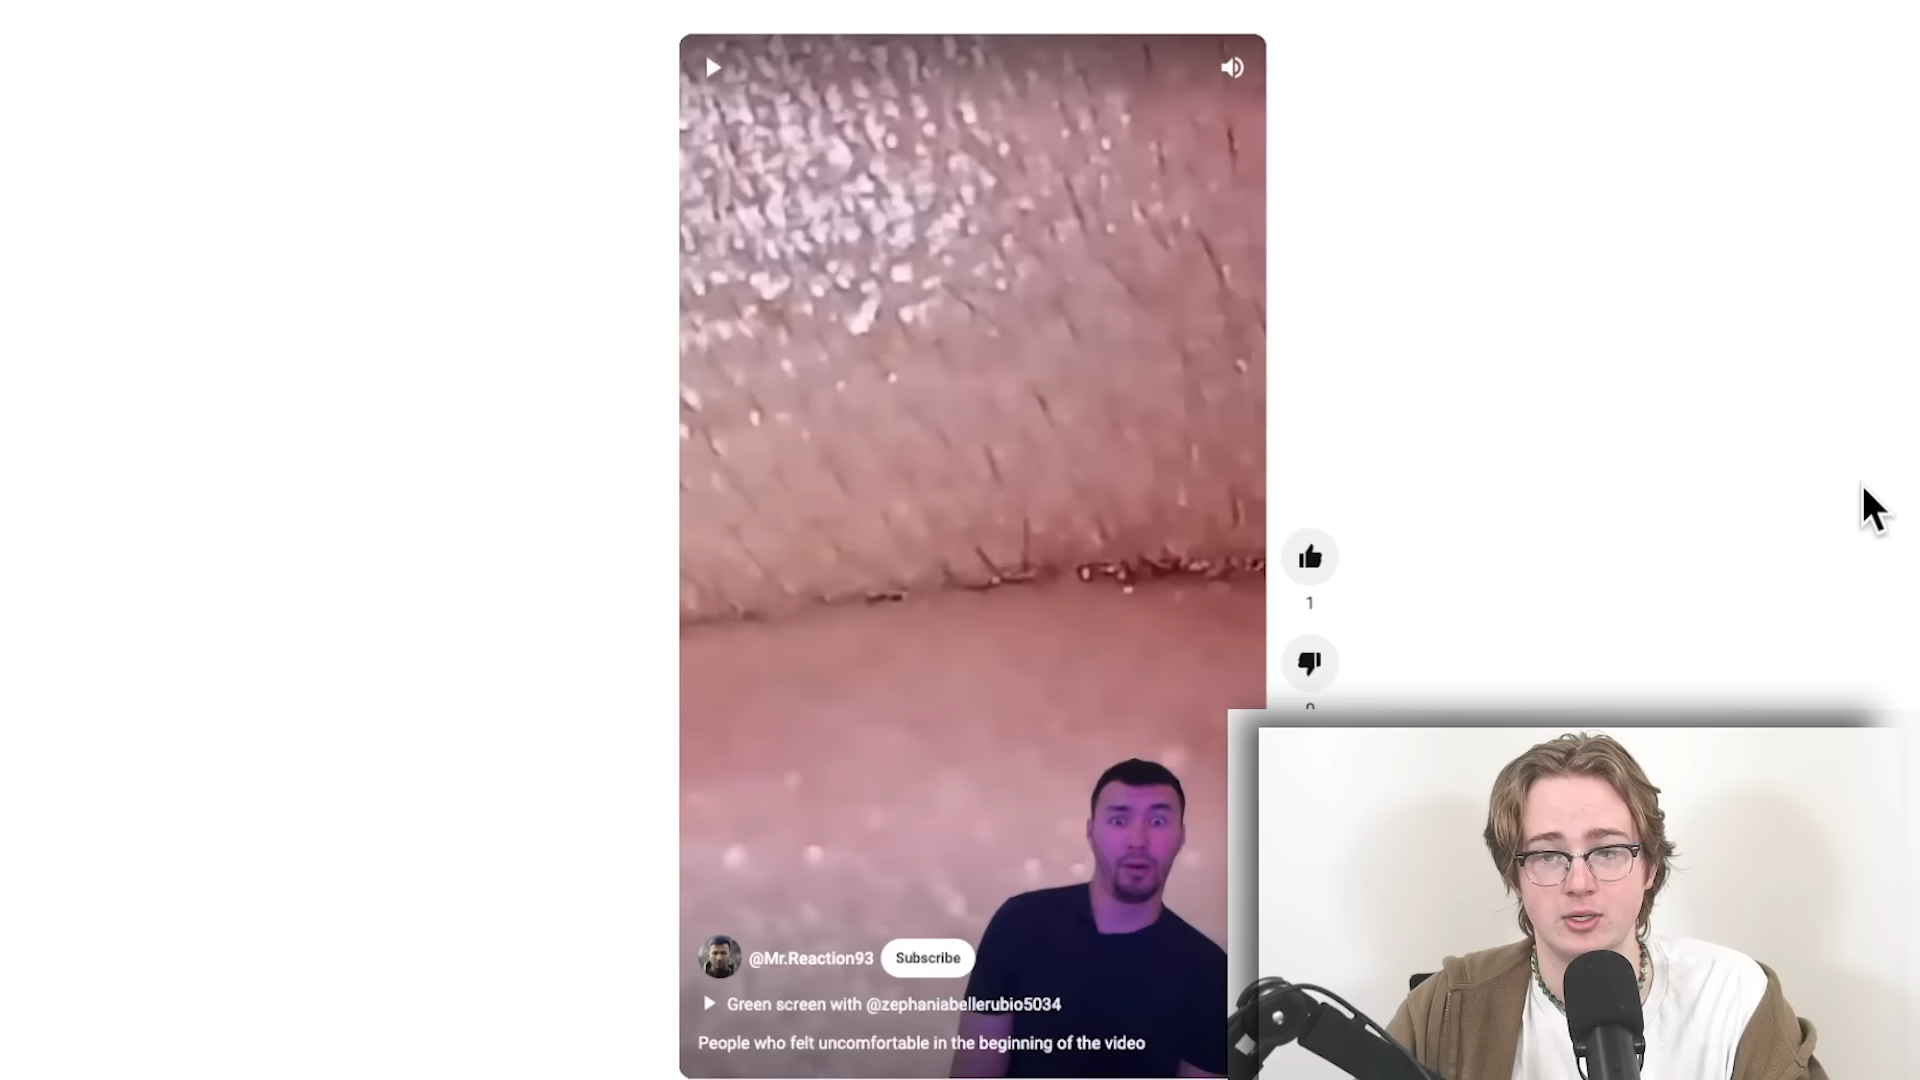 1
@Mr.Reaction93
Subscribe
Green screen with @zephaniabellerubio5034
People who felt uncomfortable in the beginning of the video